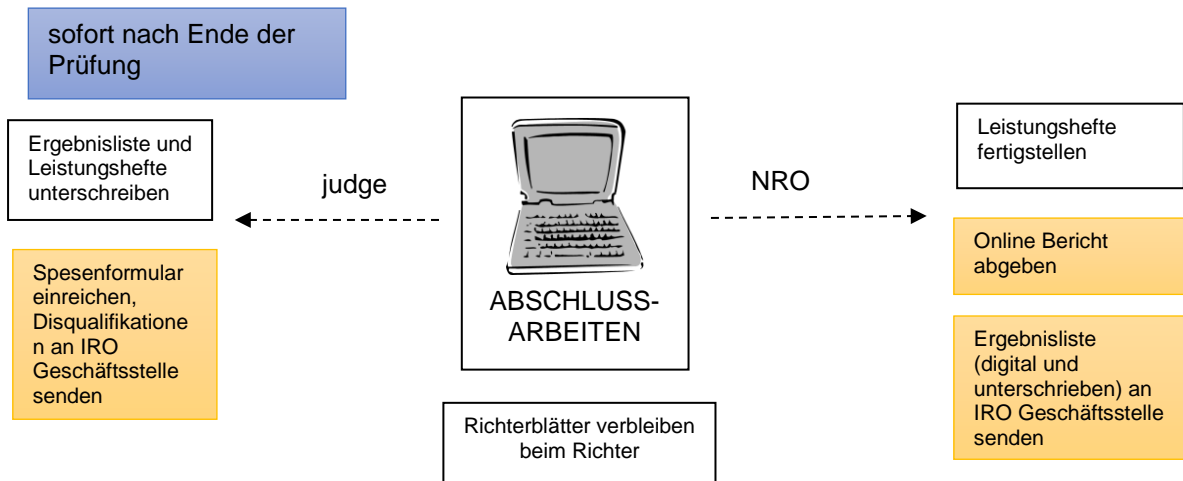 sofort nach Ende der
Prüfung
Ergebnisliste und
Leistungshefte
unterschreiben
judge
Spesenformular
einreichen,
Disqualifikatione
n an IRO
Geschäftsstelle
senden
ABSCHLUSS-
ARBEITEN
Richterblätter verbleiben
beim Richter
NRO
Leistungshefte
fertigstellen
Online Bericht
abgeben
Ergebnisliste
(digital und
unterschrieben) an
IRO Geschäftsstelle
senden